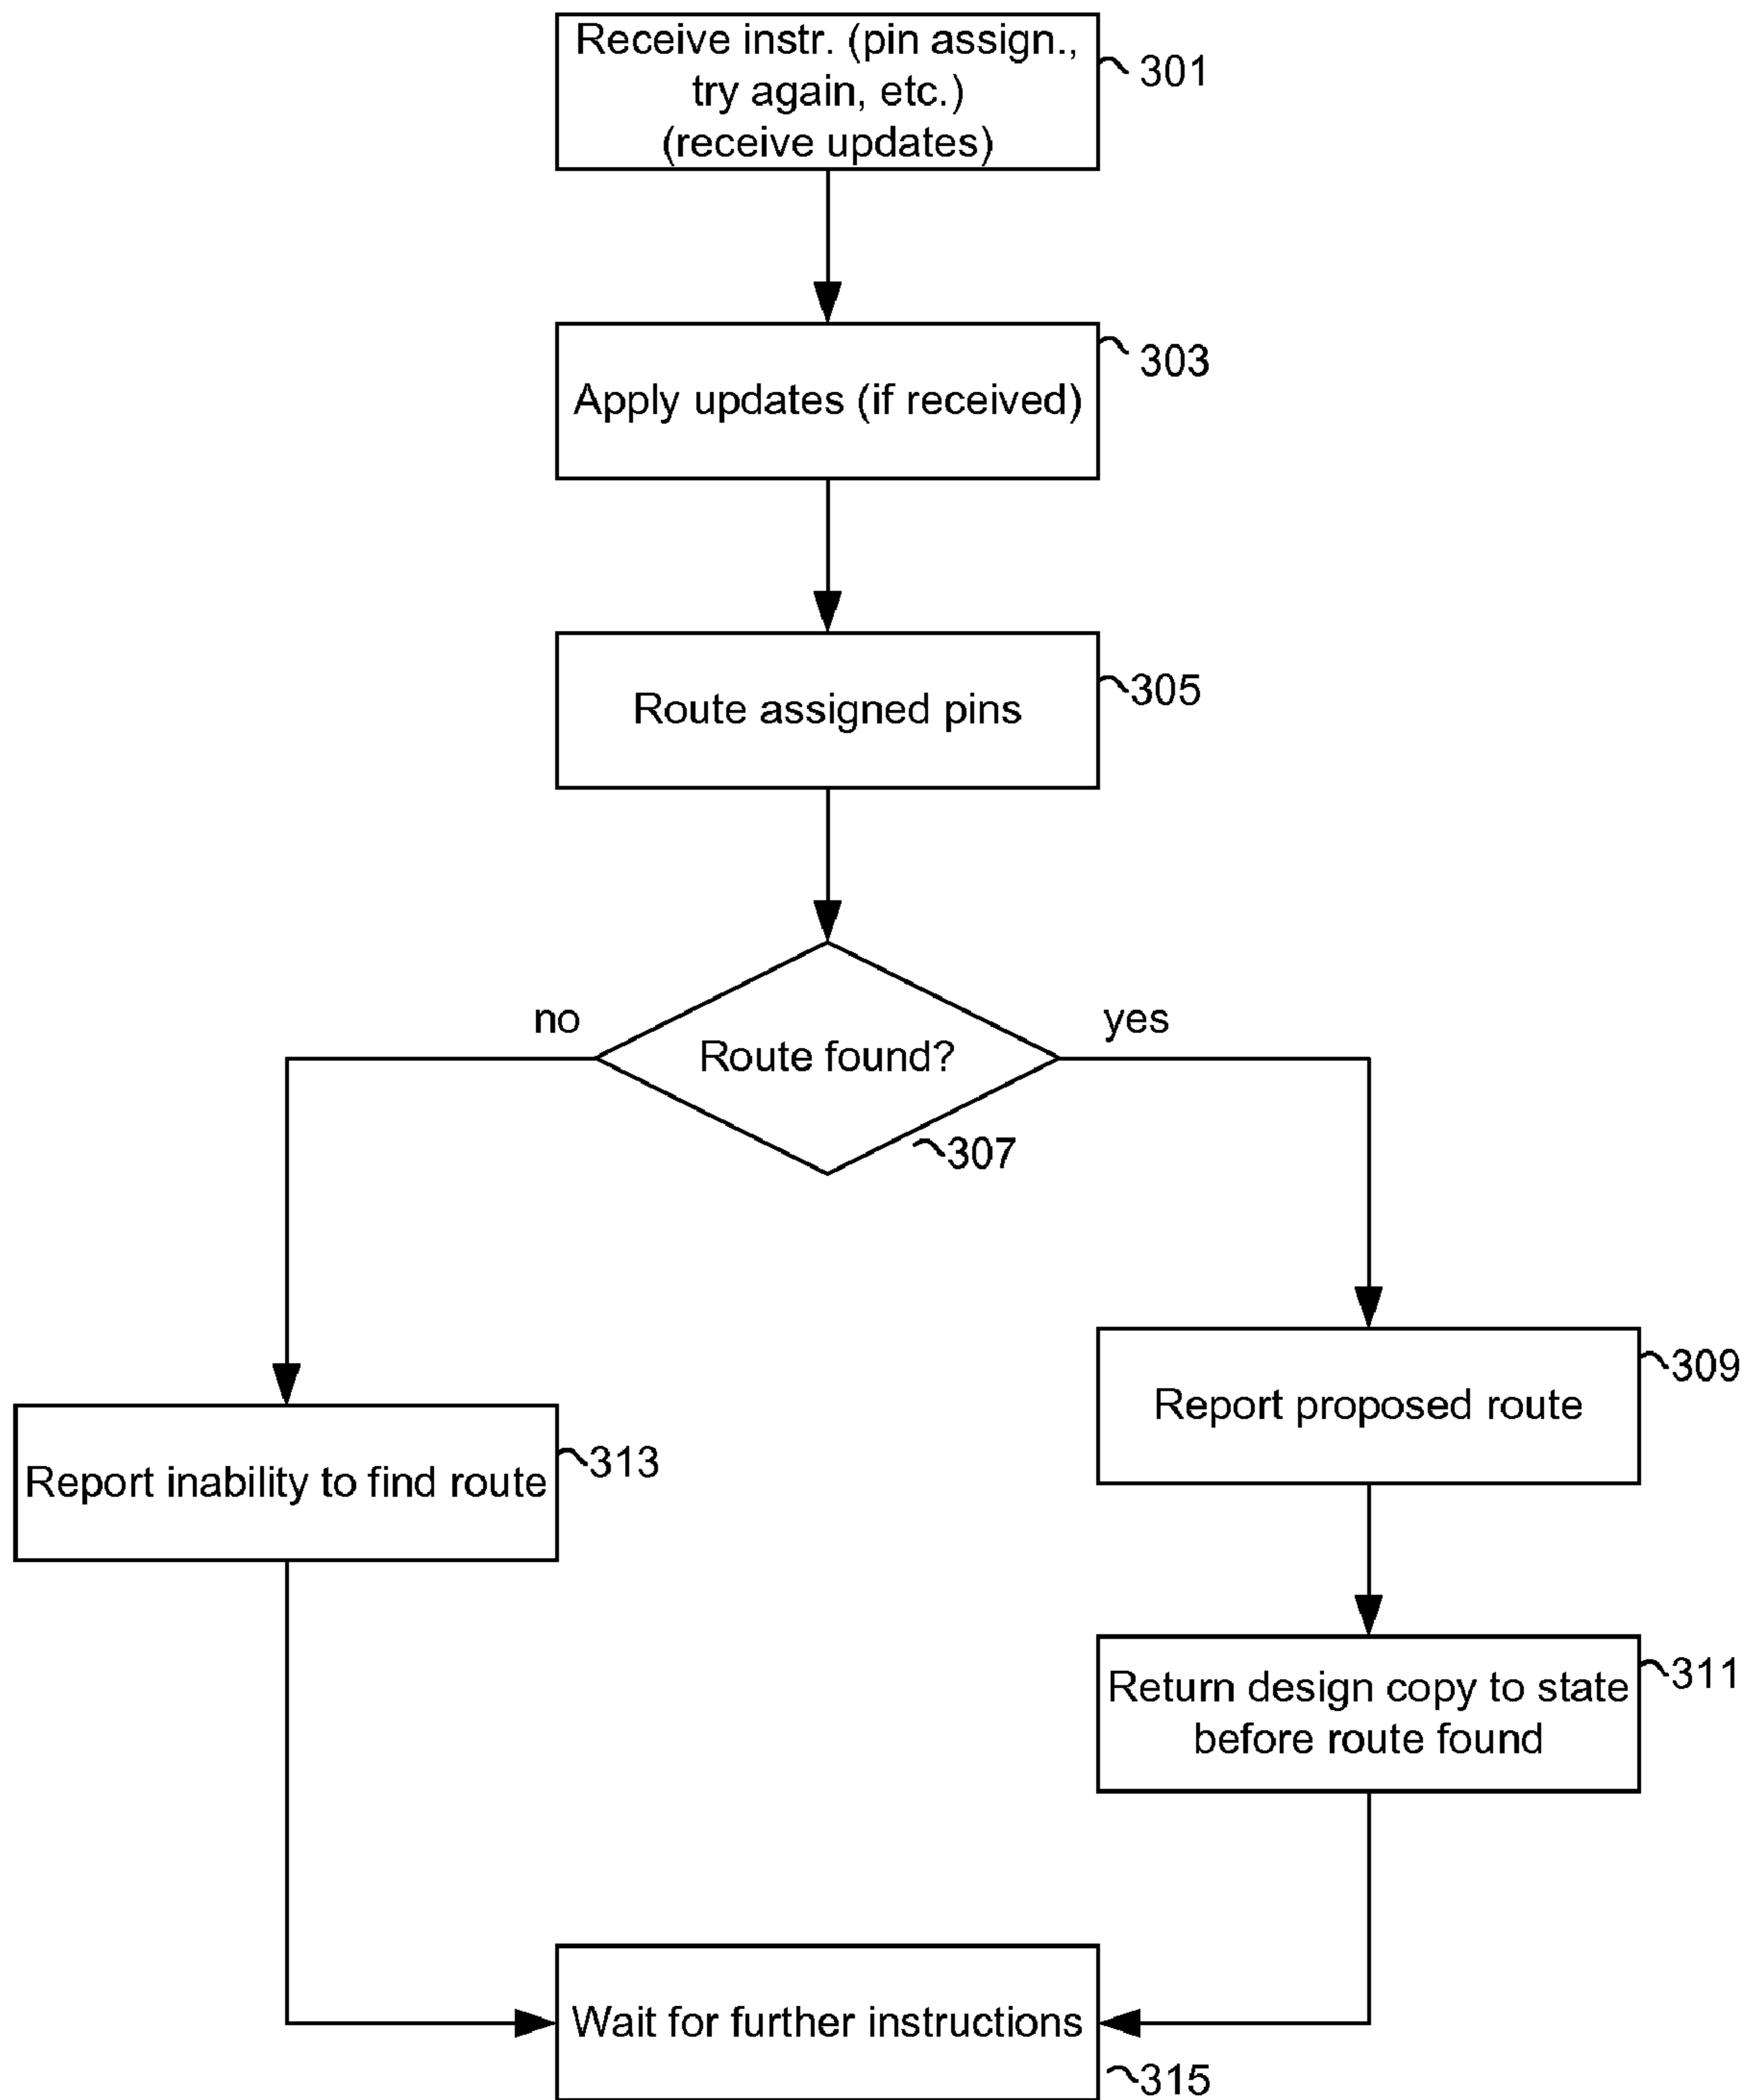 Receive instr. (pin assign.,
try again, etc.)
(receive updates)
301
Apply updates (if received)
303
Route assigned pins
305
no
yes
Route found?
307
Report proposed route
309
Report inability to find route
313
Return design copy to state
before route found
311
Wait for further instructions
315